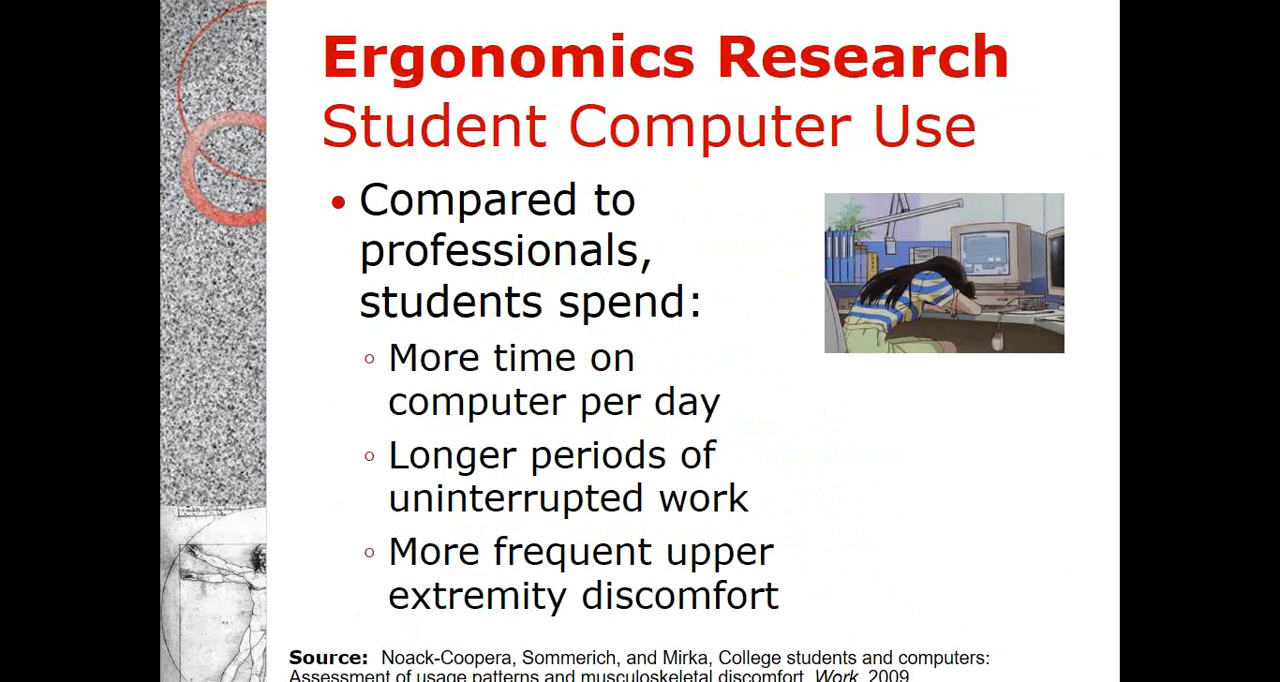 Ergonomics Research
Student Computer Use
• Compared to
professionals,
students spend:
◦ More time on
computer per day
◦ Longer periods of
uninterrupted work
◦ More frequent upper
extremity discomfort
Source: Noack-Coopera, Sommerich, and Mirka, College students and computers:
Assessment of usage patterns and musculoskeletal discomfort, Work, 2009